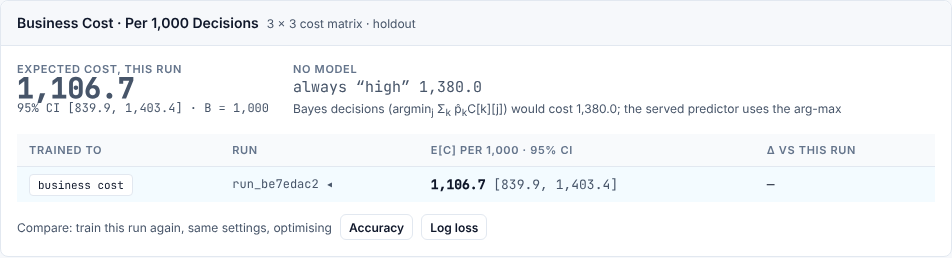 Business Cost · Per 1,000 Decisions 3 × 3 cost matrix · holdout
EXPECTED COST, THIS RUN
1,106.7
95% CI [839.9, 1,403.4] · B = 1,000
NO MODEL
always “high” 1,380.0
Bayes decisions (argminⱼ Σₖ p̂ₖC[k][j]) would cost 1,380.0; the served predictor uses the arg-max
TRAINED TO RUN E[C] PER 1,000 · 95% CI Δ VS THIS RUN
business cost run_be7edac2 ◂ 1,106.7 [839.9, 1,403.4] —
Compare: train this run again, same settings, optimising Accuracy Log loss